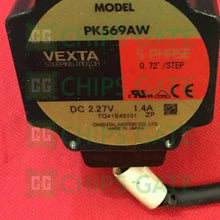 MODEL
PK569AW
VEXTA
STEPPING MOTOR
5 PHASE
0.72°/STEP
DC 2.27V 1.4A
ZP
ORIENTAL MOTOR CO.,LTD.
MADE IN JAPAN
CHIPS GATE